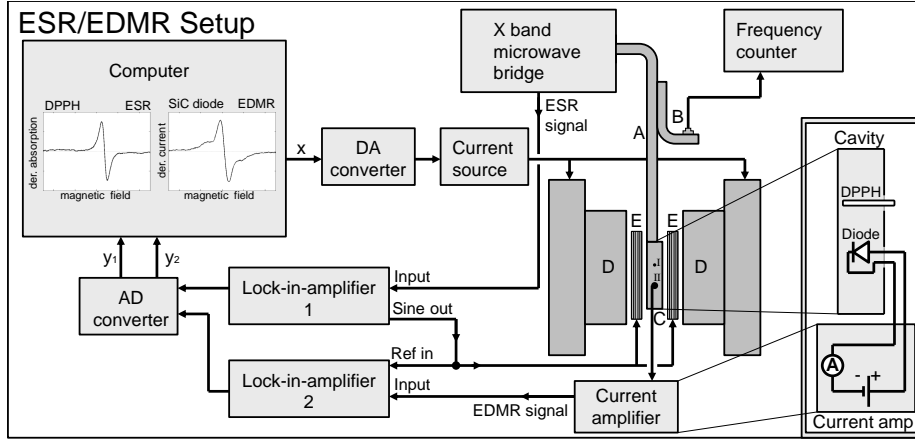 ESR/EDMR Setup
Computer
DPPH ESR
SiC diode EDMR
der. absorption
der. current
magnetic field
magnetic field
X band
microwave
bridge
Frequency
counter
ESR
signal
A
B
x
DA
converter
Current
source
Cavity
DPPH
Diode
E
E
D
D
I
II
C
y1
y2
AD
converter
Lock-in-amplifier
1
Input
Sine out
Lock-in-amplifier
2
Ref in
Input
EDMR signal
Current
amplifier
A
- +
Current amp.